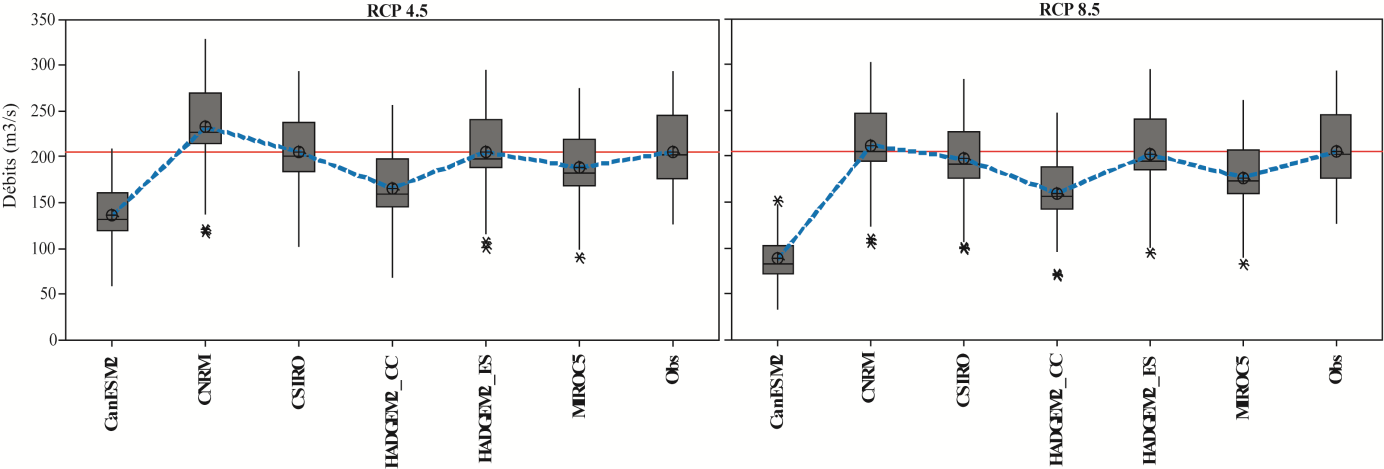 RCP 4.5
RCP 8.5
Débits (m3/s)
350
300
250
200
150
100
50
0
CanESM2
CNRM
CSIRO
HADGEM2_CC
HADGEM2_ES
MIROC5
Obs
CanESM2
CNRM
CSIRO
HADGEM2_CC
HADGEM2_ES
MIROC5
Obs